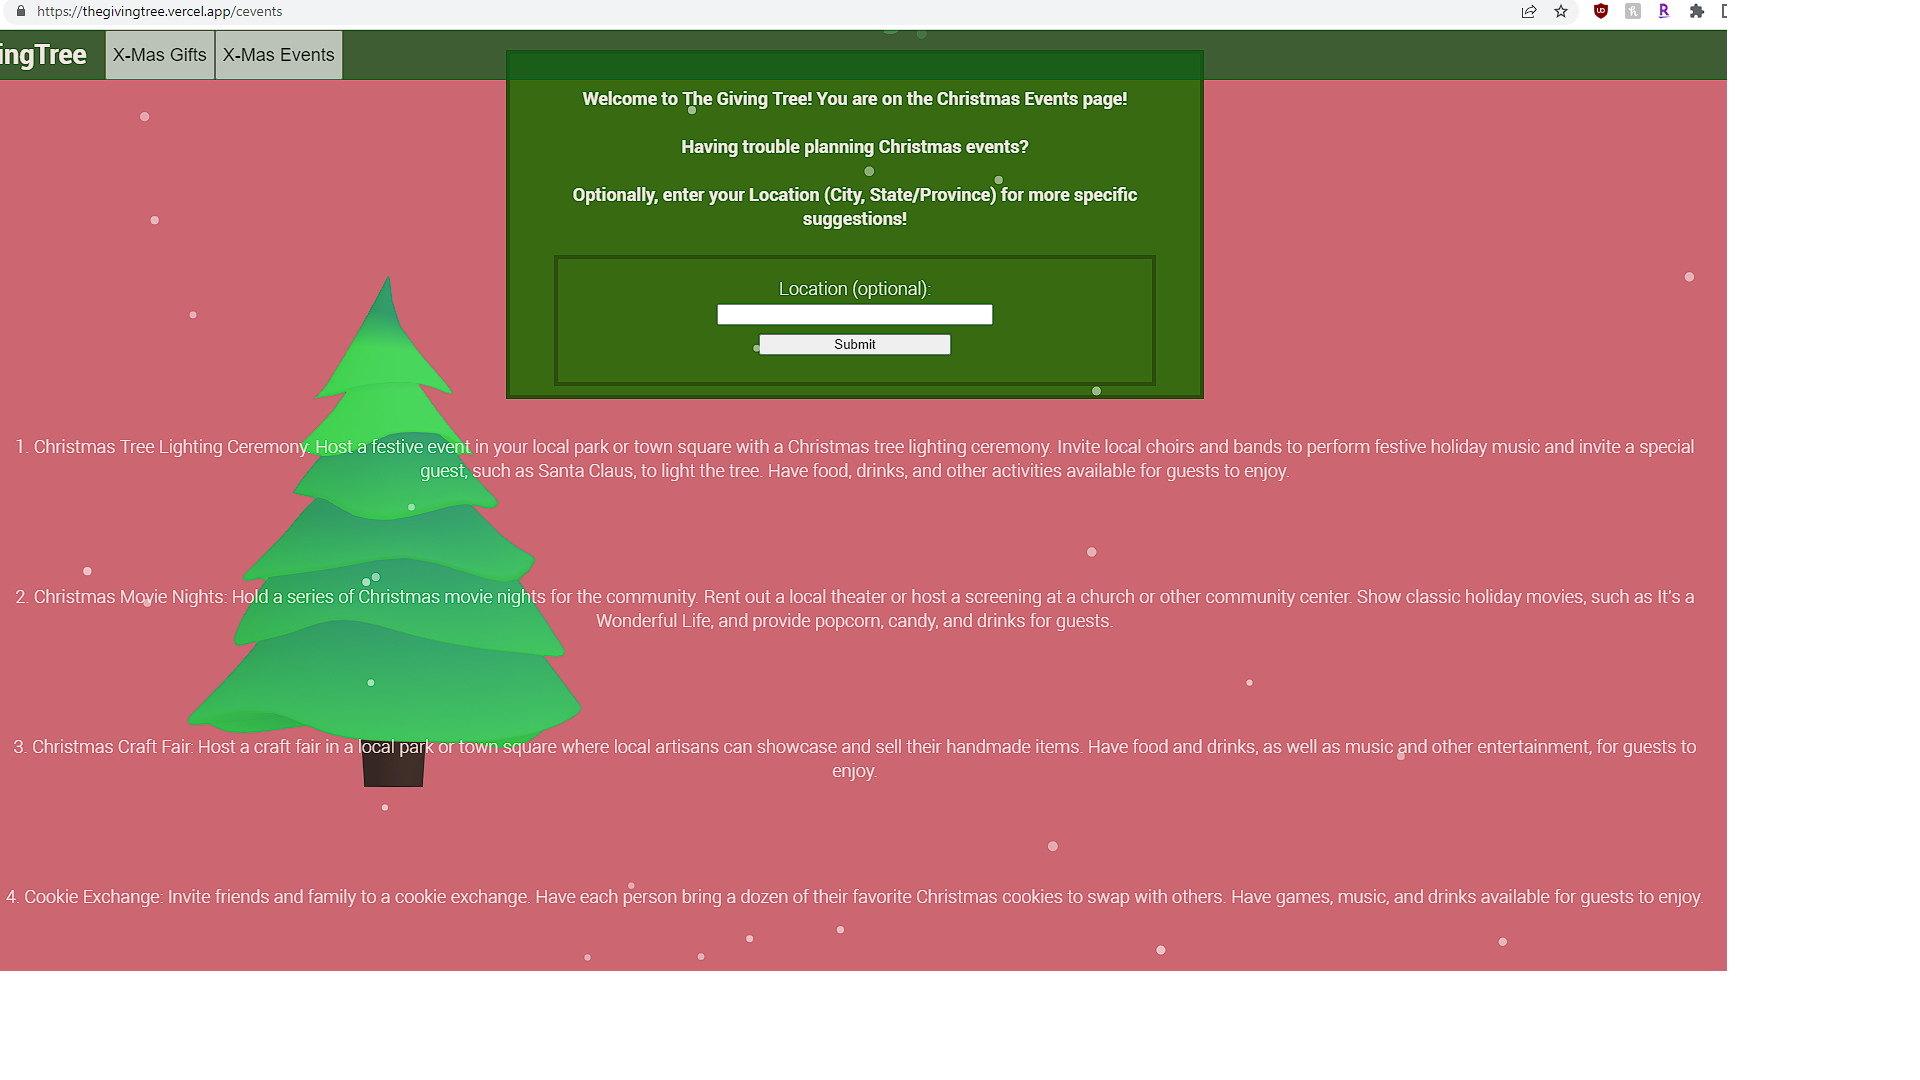 https://thegivingtree.vercel.app/cevents
ingTree X-Mas Gifts X-Mas Events
Welcome to The Giving Tree! You are on the Christmas Events page!
Having trouble planning Christmas events?
Optionally, enter your Location (City, State/Province) for more specific
suggestions!
Location (optional):
Submit
1. Christmas Tree Lighting Ceremony: Host a festive event in your local park or town square with a Christmas tree lighting ceremony. Invite local choirs and bands to perform festive holiday music and invite a special
guest, such as Santa Claus, to light the tree. Have food, drinks, and other activities available for guests to enjoy.
2. Christmas Movie Nights: Hold a series of Christmas movie nights for the community. Rent out a local theater or host a screening at a church or other community center. Show classic holiday movies, such as It's a
Wonderful Life, and provide popcorn, candy, and drinks for guests.
3. Christmas Craft Fair: Host a craft fair in a local park or town square where local artisans can showcase and sell their handmade items. Have food and drinks, as well as music and other entertainment, for guests to
enjoy.
4. Cookie Exchange: Invite friends and family to a cookie exchange. Have each person bring a dozen of their favorite Christmas cookies to swap with others. Have games, music, and drinks available for guests to enjoy.